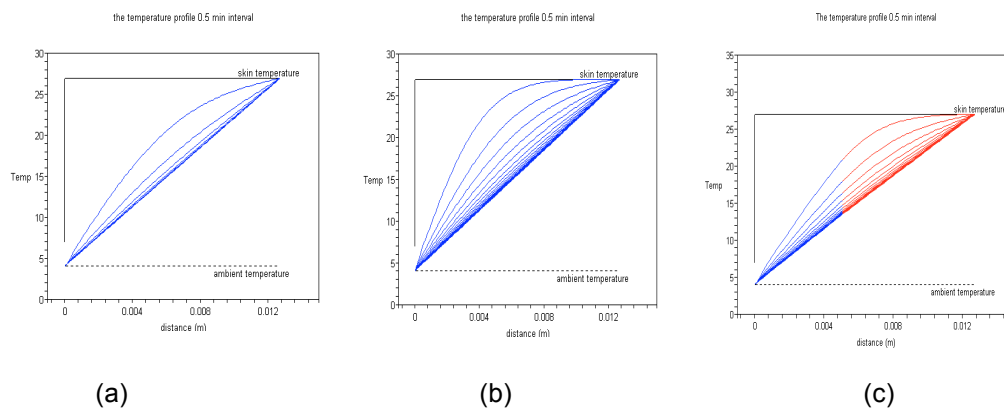 the temperature profile 0.5 min interval
30
25
20
Temp
15
10
5
0
skin temperature
ambient temperature
0
0.004
0.008
0.012
distance (m)
(a)
the temperature profile 0.5 min interval
30
25
20
Temp
15
10
5
0
skin temperature
ambient temperature
0
0.004
0.008
0.012
distance (m)
(b)
The temperature profile 0.5 min interval
35
30
25
20
Temp
15
10
5
0
skin temperature
ambient temperature
0
0.004
0.008
0.012
distance (m)
(c)